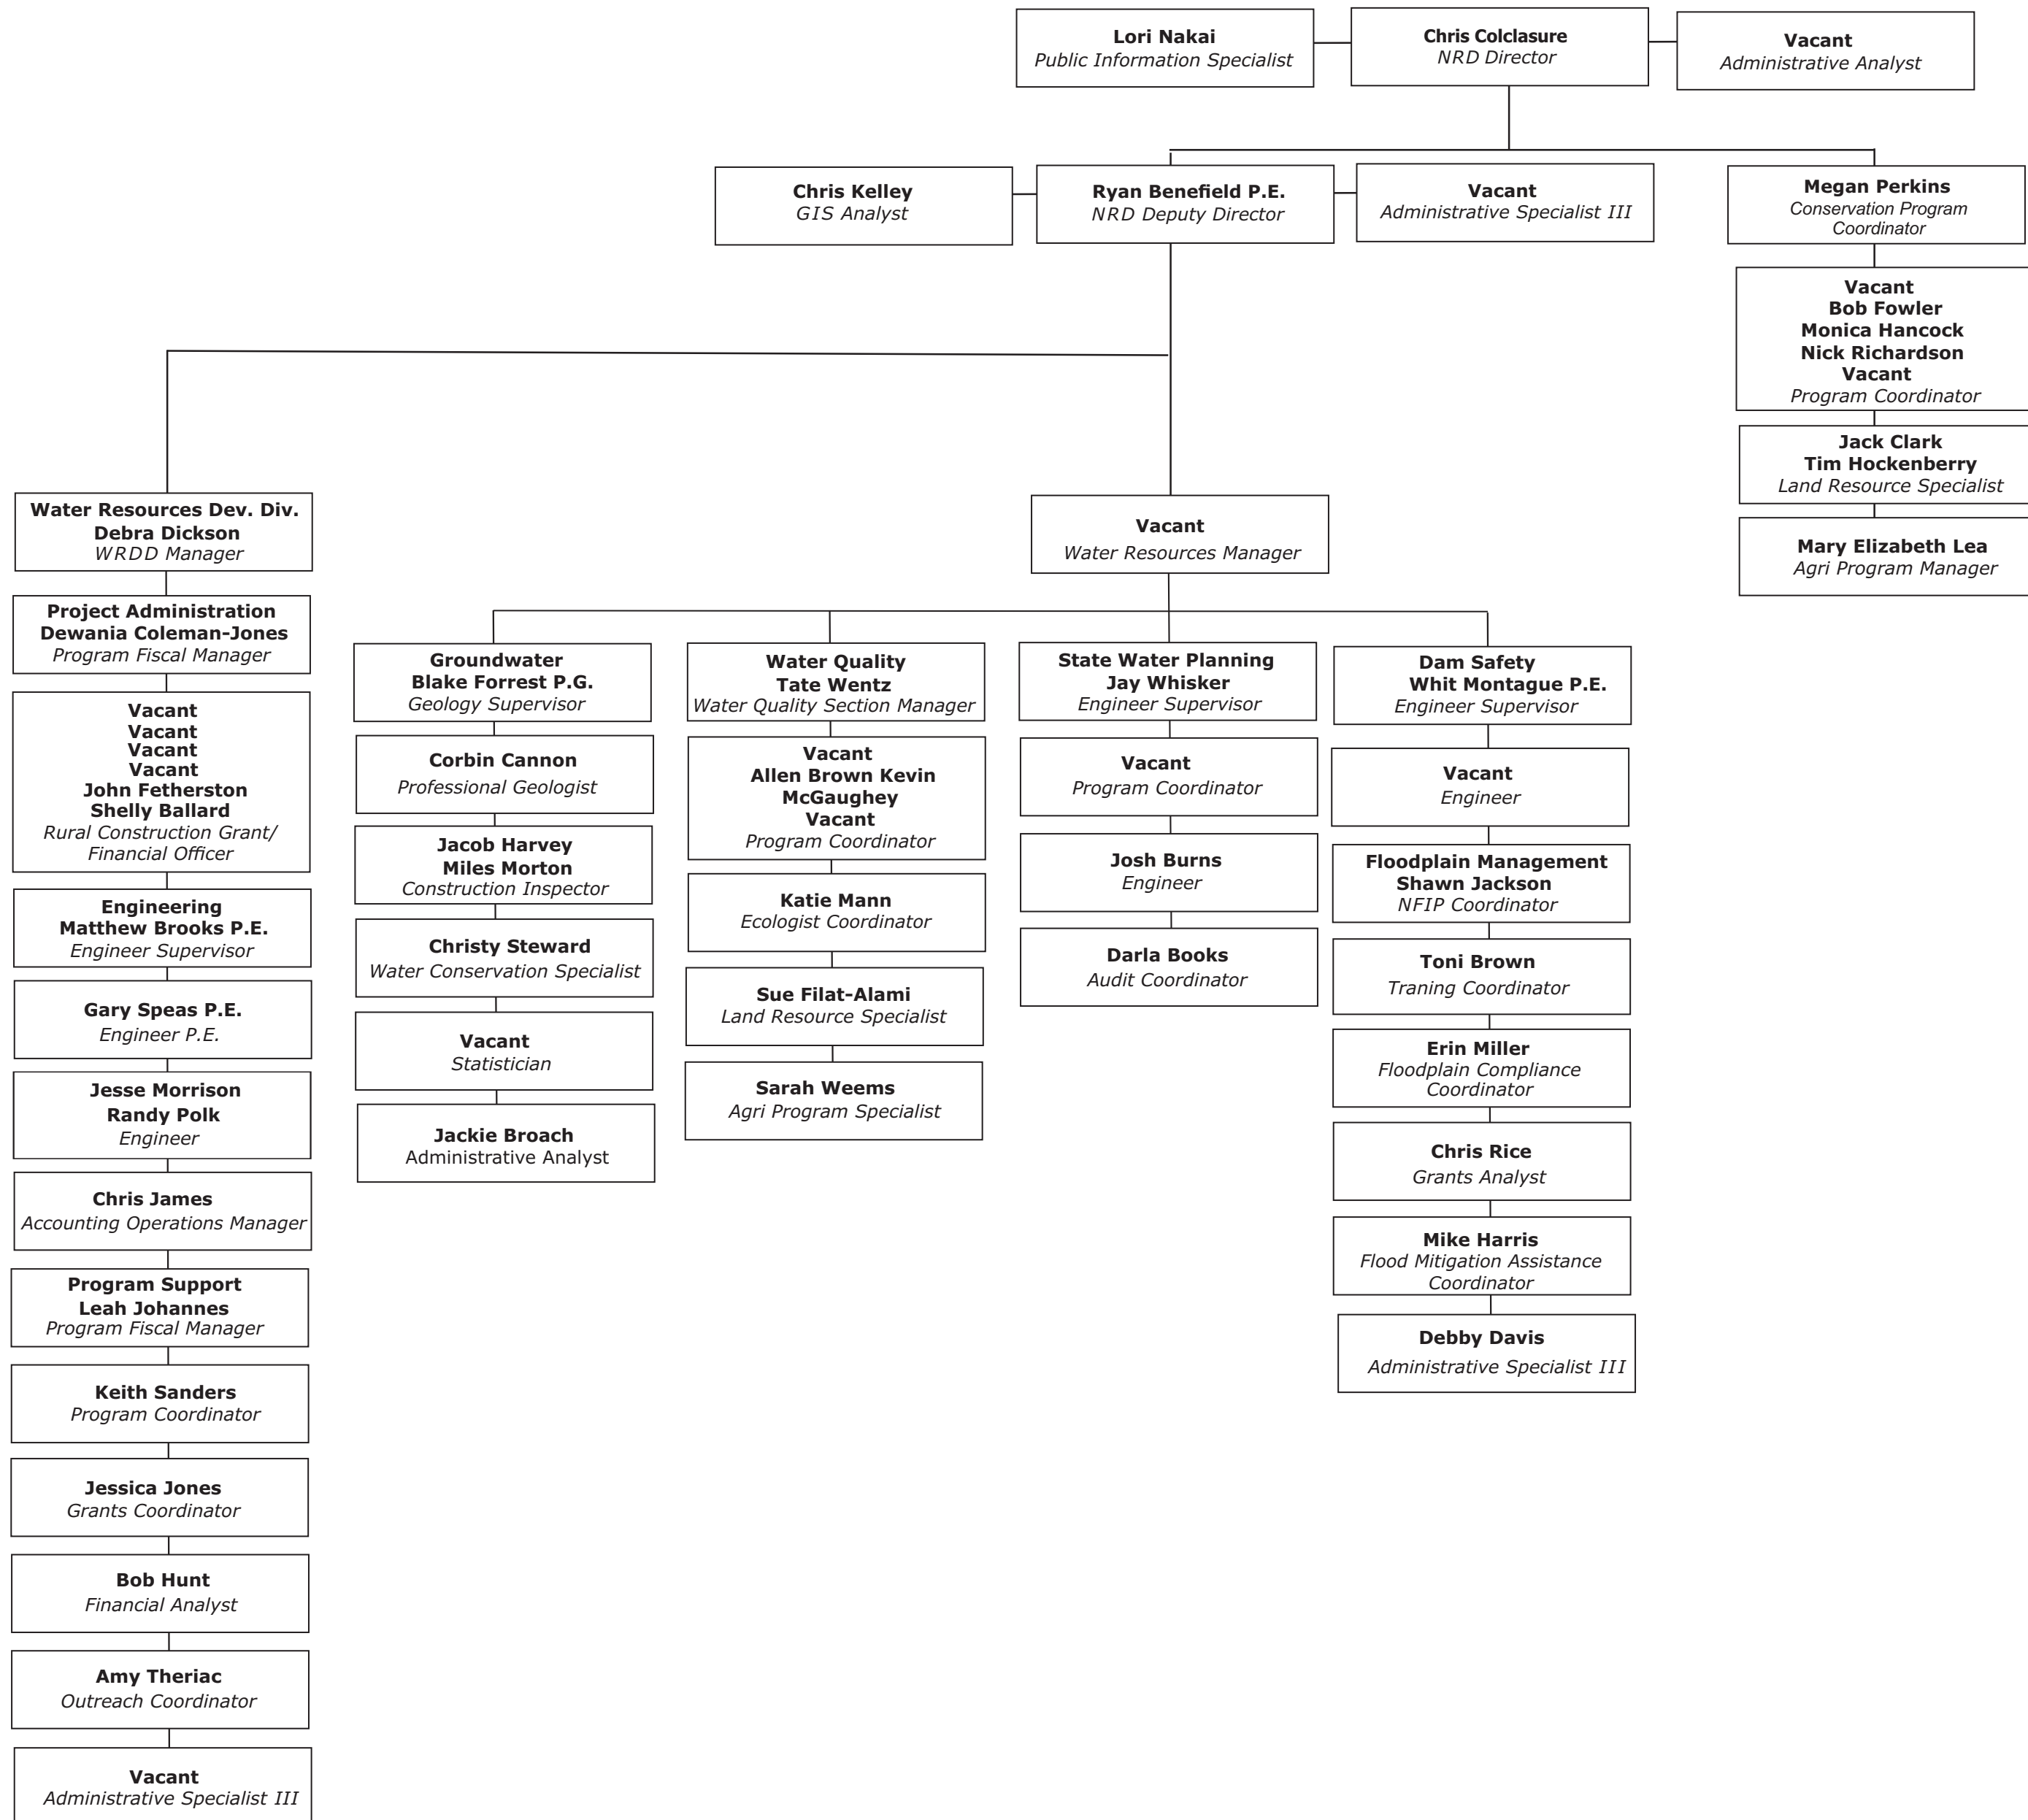 Lori Nakai
Public Information Specialist
Chris Colclasure
NRD Director
Vacant
Administrative Analyst
Chris Kelley
GIS Analyst
Ryan Benefield P.E.
NRD Deputy Director
Vacant
Administrative Specialist III
Megan Perkins
Conservation Program
Coordinator
Vacant
Bob Fowler
Monica Hancock
Nick Richardson
Vacant
Program Coordinator
Jack Clark
Tim Hockenberry
Land Resource Specialist
Mary Elizabeth Lea
Agri Program Manager
Water Resources Dev. Div.
Debra Dickson
WRDD Manager
Project Administration
Dewania Coleman-Jones
Program Fiscal Manager
Vacant
Vacant
Vacant
Vacant
John Fetherston
Shelly Ballard
Rural Construction Grant/
Financial Officer
Engineering
Matthew Brooks P.E.
Engineer Supervisor
Gary Speas P.E.
Engineer P.E.
Jesse Morrison
Randy Polk
Engineer
Chris James
Accounting Operations Manager
Program Support
Leah Johannes
Program Fiscal Manager
Keith Sanders
Program Coordinator
Jessica Jones
Grants Coordinator
Bob Hunt
Financial Analyst
Amy Theriac
Outreach Coordinator
Vacant
Administrative Specialist III
Vacant
Water Resources Manager
Groundwater
Blake Forrest P.G.
Geology Supervisor
Corbin Cannon
Professional Geologist
Jacob Harvey
Miles Morton
Construction Inspector
Christy Steward
Water Conservation Specialist
Vacant
Statistician
Jackie Broach
Administrative Analyst
Water Quality
Tate Wentz
Water Quality Section Manager
Vacant
Allen Brown Kevin
McGaughey
Vacant
Program Coordinator
Katie Mann
Ecologist Coordinator
Sue Filat-Alami
Land Resource Specialist
Sarah Weems
Agri Program Specialist
State Water Planning
Jay Whisker
Engineer Supervisor
Vacant
Program Coordinator
Josh Burns
Engineer
Darla Books
Audit Coordinator
Dam Safety
Whit Montague P.E.
Engineer Supervisor
Vacant
Engineer
Floodplain Management
Shawn Jackson
NFIP Coordinator
Toni Brown
Traning Coordinator
Erin Miller
Floodplain Compliance
Coordinator
Chris Rice
Grants Analyst
Mike Harris
Flood Mitigation Assistance
Coordinator
Debby Davis
Administrative Specialist III